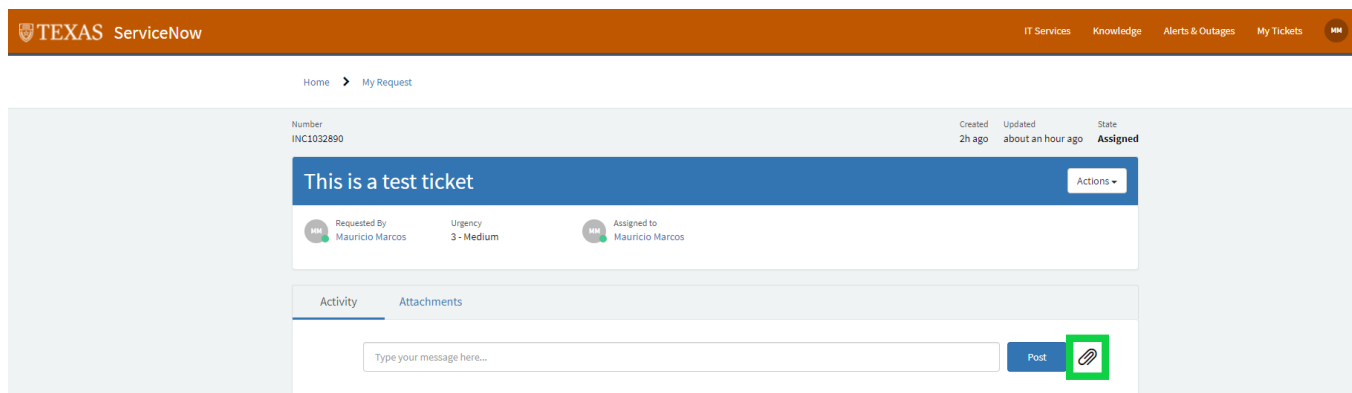 TEXAS ServiceNow IT Services Knowledge Alerts & Outages My Tickets MM
Home My Request
Number Created Updated State
INC1032890 2h ago about an hour ago Assigned
This is a test ticket Actions
MM Requested By Urgency MM Assigned to
Mauricio Marcos 3 - Medium Mauricio Marcos
Activity Attachments
Type your message here... Post